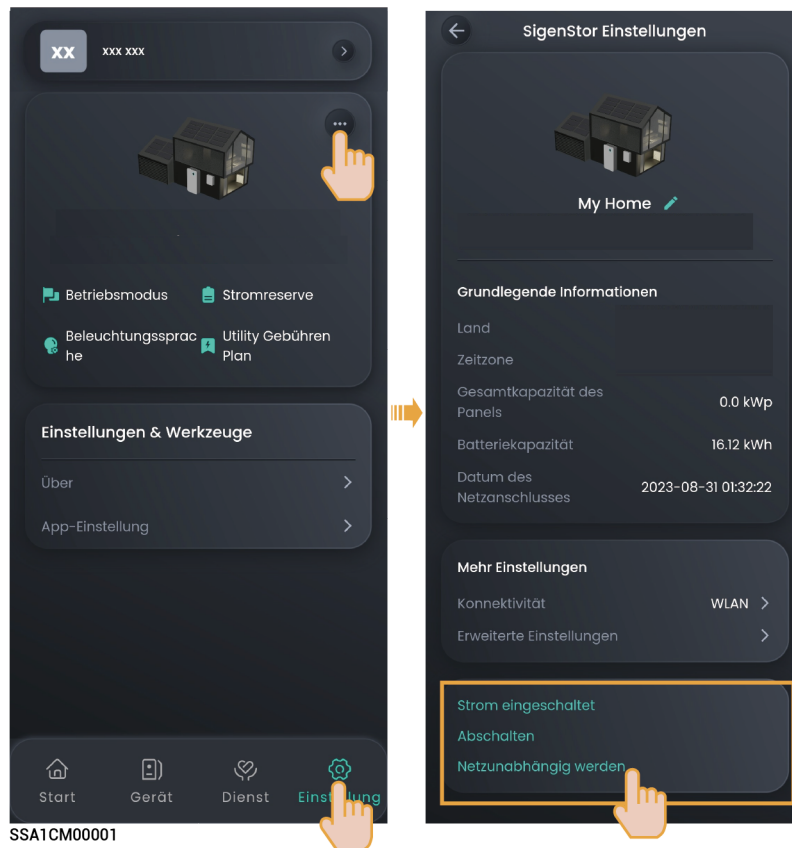 xx xxx xxx
...
Betriebsmodus Stromreserve
Beleuchtungssprac Utility Gebühren
he Plan
Einstellungen & Werkzeuge
Über
App-Einstellung
Start Gerät Dienst Einstellung
SSA1CM00001
SigenStor Einstellungen
My Home
Grundlegende Informationen
Land
Zeitzone
Gesamtkapazität des
Panels 0.0 kWp
Batteriekapazität 16.12 kWh
Datum des
Netzanschlusses 2023-08-31 01:32:22
Mehr Einstellungen
Konnektivität WLAN
Erweiterte Einstellungen
Strom eingeschaltet
Abschalten
Netzunabhängig werden